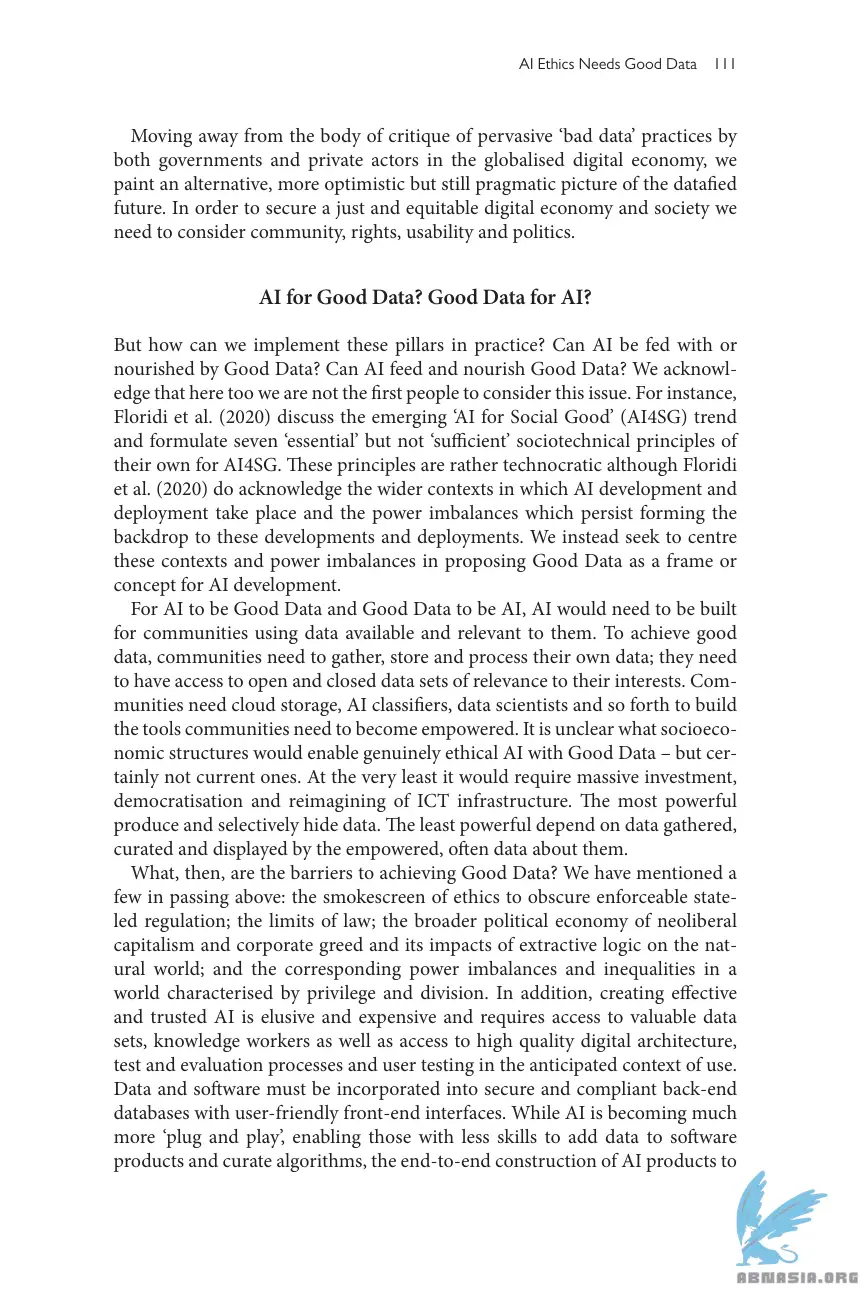 AI Ethics Needs Good Data 111
Moving away from the body of critique of pervasive ‘bad data’ practices by
both governments and private actors in the globalised digital economy, we
paint an alternative, more optimistic but still pragmatic picture of the datafied
future. In order to secure a just and equitable digital economy and society we
need to consider community, rights, usability and politics.
AI for Good Data? Good Data for AI?
But how can we implement these pillars in practice? Can AI be fed with or
nourished by Good Data? Can AI feed and nourish Good Data? We acknowl-
edge that here too we are not the first people to consider this issue. For instance,
Floridi et al. (2020) discuss the emerging ‘AI for Social Good’ (AI4SG) trend
and formulate seven ‘essential’ but not ‘sufficient’ sociotechnical principles of
their own for AI4SG. These principles are rather technocratic although Floridi
et al. (2020) do acknowledge the wider contexts in which AI development and
deployment take place and the power imbalances which persist forming the
backdrop to these developments and deployments. We instead seek to centre
these contexts and power imbalances in proposing Good Data as a frame or
concept for AI development.
For AI to be Good Data and Good Data to be AI, AI would need to be built
for communities using data available and relevant to them. To achieve good
data, communities need to gather, store and process their own data; they need
to have access to open and closed data sets of relevance to their interests. Com-
munities need cloud storage, AI classifiers, data scientists and so forth to build
the tools communities need to become empowered. It is unclear what socioeco-
nomic structures would enable genuinely ethical AI with Good Data – but cer-
tainly not current ones. At the very least it would require massive investment,
democratisation and reimagining of ICT infrastructure. The most powerful
produce and selectively hide data. The least powerful depend on data gathered,
curated and displayed by the empowered, often data about them.
What, then, are the barriers to achieving Good Data? We have mentioned a
few in passing above: the smokescreen of ethics to obscure enforceable state-
led regulation; the limits of law; the broader political economy of neoliberal
capitalism and corporate greed and its impacts of extractive logic on the nat-
ural world; and the corresponding power imbalances and inequalities in a
world characterised by privilege and division. In addition, creating effective
and trusted AI is elusive and expensive and requires access to valuable data
sets, knowledge workers as well as access to high quality digital architecture,
test and evaluation processes and user testing in the anticipated context of use.
Data and software must be incorporated into secure and compliant back-end
databases with user-friendly front-end interfaces. While AI is becoming much
more ‘plug and play’, enabling those with less skills to add data to software
products and curate algorithms, the end-to-end construction of AI products to
ABNASIA.ORG